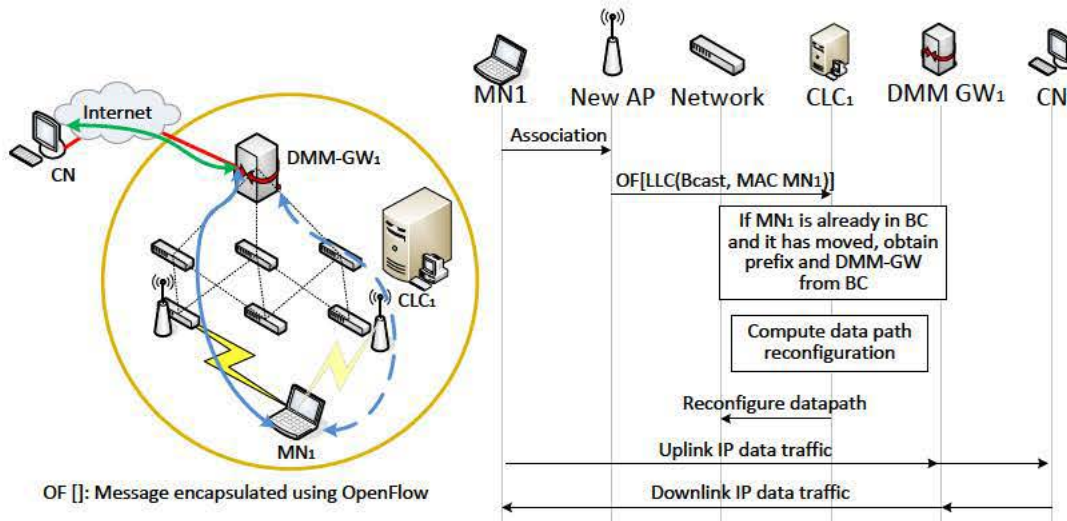 Internet
CN
DMM-GW1
CLC1
MN1
OF []: Message encapsulated using OpenFlow
MN1
New AP
Network
CLC1
DMM GW1
CN
Association
OF[LLC(Bcast, MAC MN1)]
If MN1 is already in BC
and it has moved, obtain
prefix and DMM-GW
from BC
Compute data path
reconfiguration
Reconfigure datapath
Uplink IP data traffic
Downlink IP data traffic